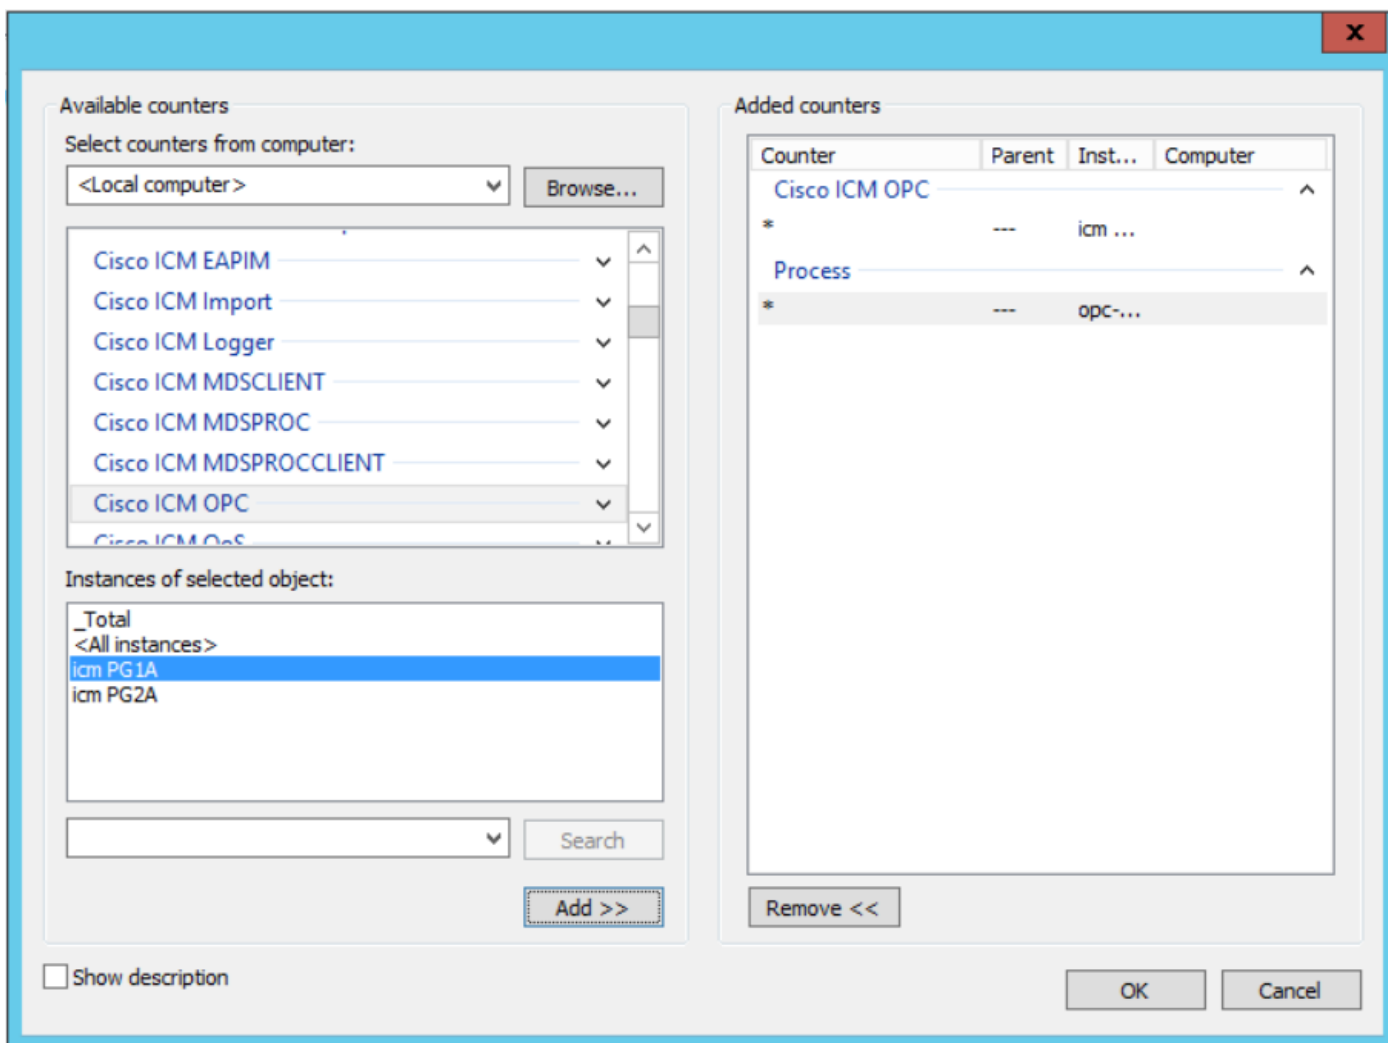 x
Available counters
Select counters from computer:
<Local computer>
Browse...
Cisco ICM EAPIM
Cisco ICM Import
Cisco ICM Logger
Cisco ICM MDSCLIENT
Cisco ICM MDSPROC
Cisco ICM MDSPROCCLIENT
Cisco ICM OPC
Cisco ICM QoS
Instances of selected object:
_Total
<All instances>
icm PG1A
icm PG2A
Search
Add >>
Show description
Added counters
Counter Parent Inst... Computer
Cisco ICM OPC
* --- icm ...
Process
* --- opc-...
Remove <<
OK Cancel